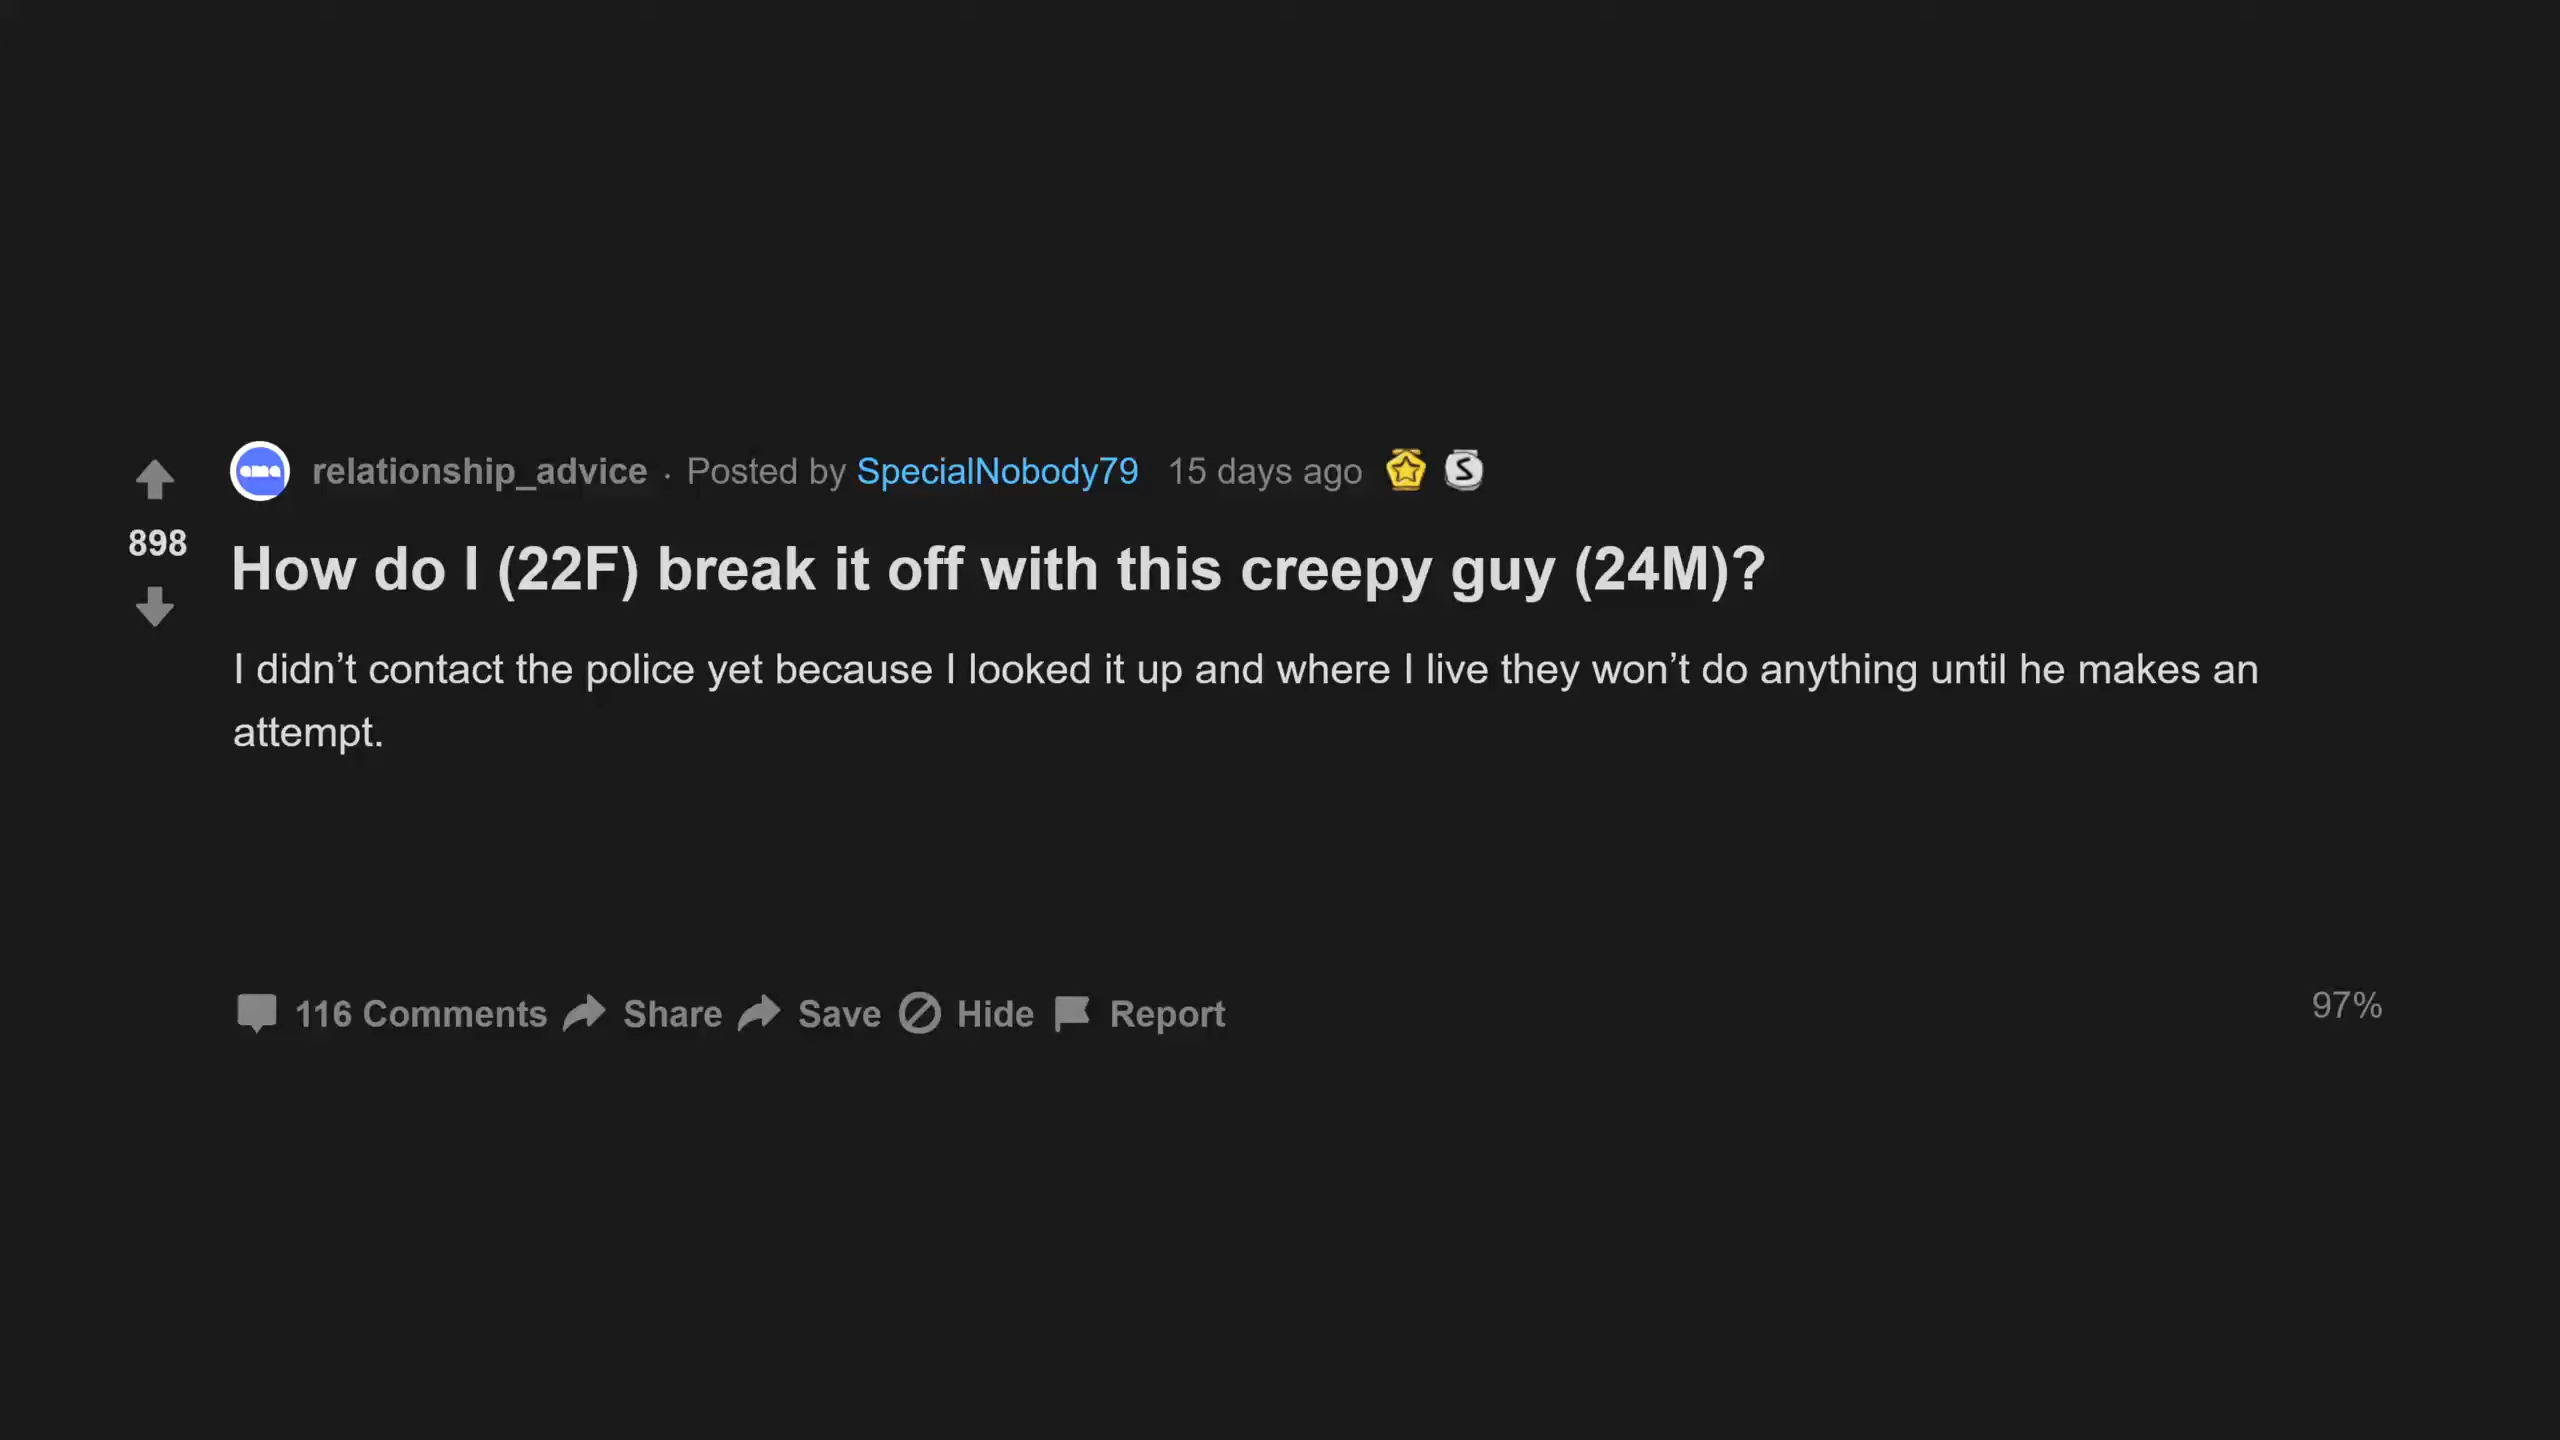 relationship_advice · Posted by SpecialNobody79 15 days ago
898
How do I (22F) break it off with this creepy guy (24M)?
I didn’t contact the police yet because I looked it up and where I live they won’t do anything until he makes an
attempt.
116 Comments Share Save Hide Report
97%